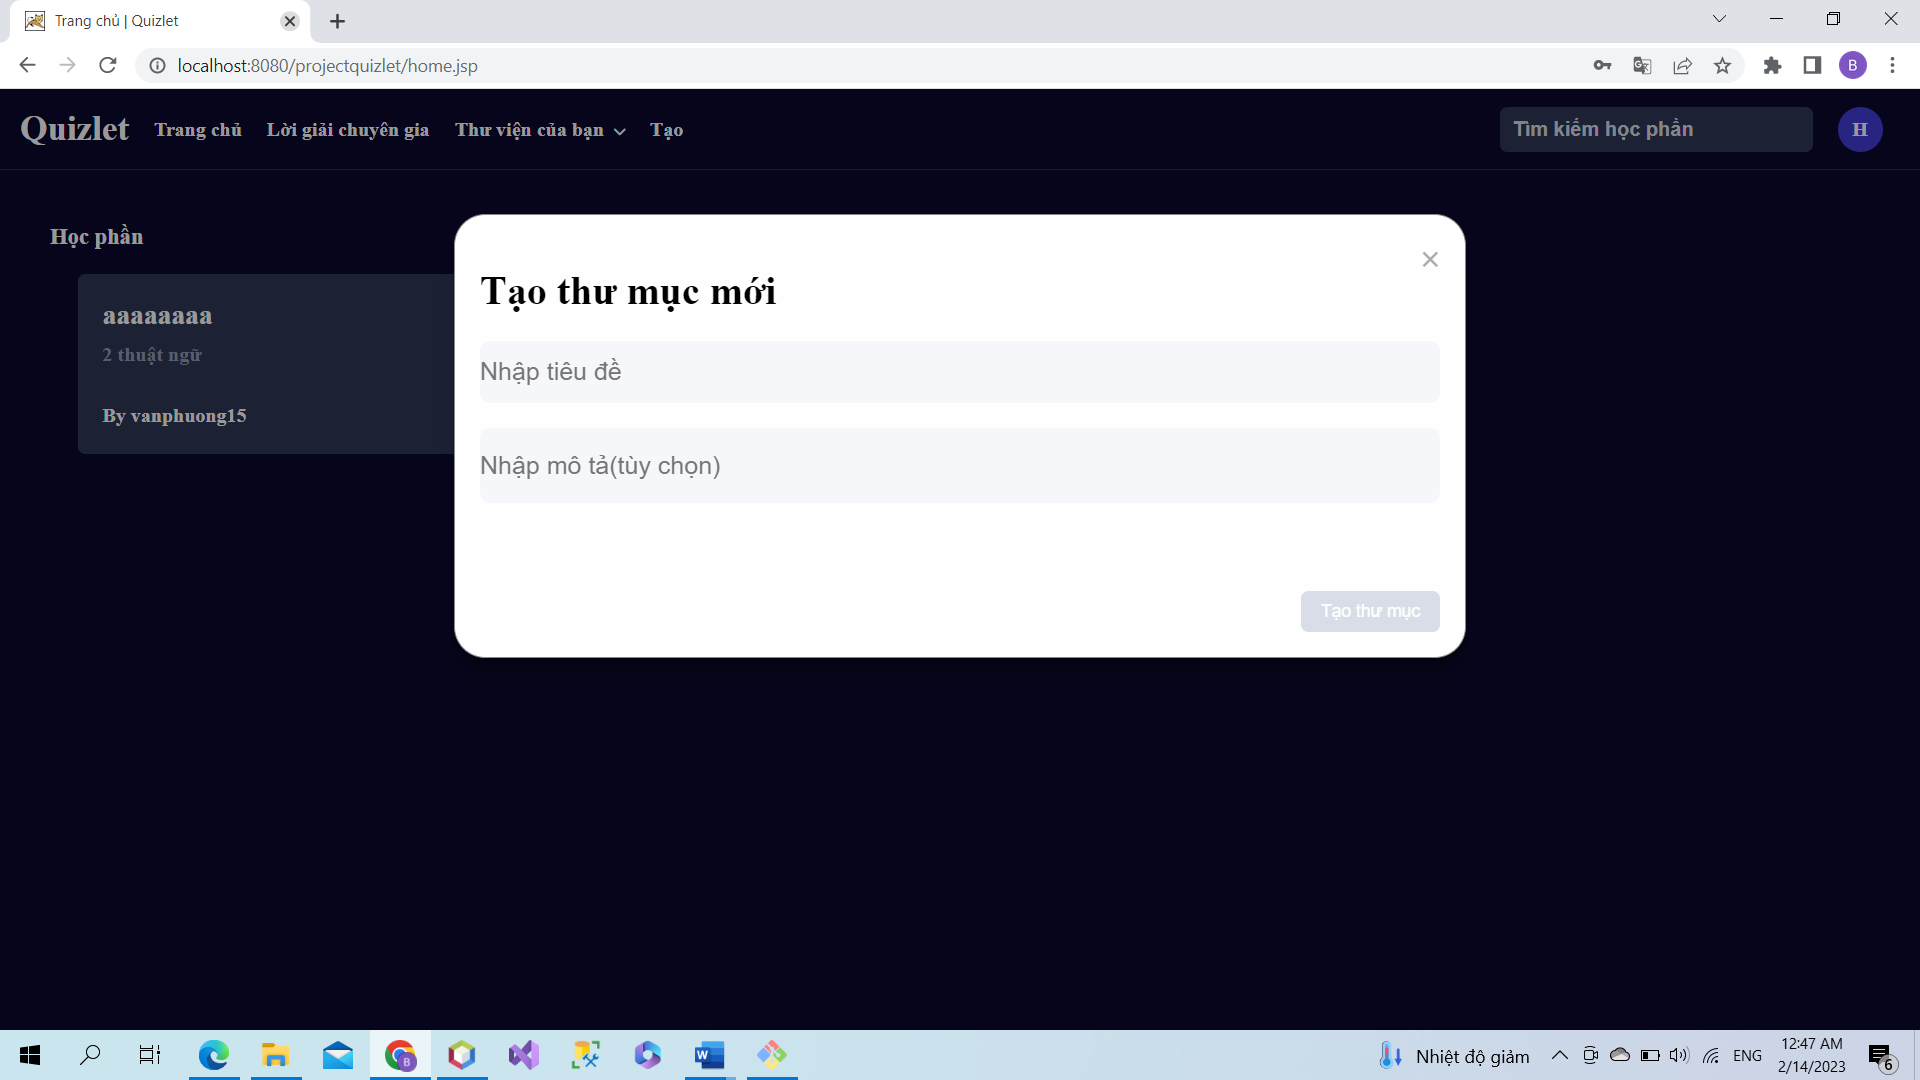 Trang chủ | Quizlet
localhost:8080/projectquizlet/home.jsp
B
Quizlet
Trang chủ
Lời giải chuyên gia
Thư viện của bạn
Tạo
Tìm kiếm học phần
H
Học phần
aaaaaaaa
2 thuật ngữ
By vanphuong15
Tạo thư mục mới
Nhập tiêu đề
Nhập mô tả(tùy chọn)
Tạo thư mục
Nhiệt độ giảm
ENG
12:47 AM
2/14/2023
6